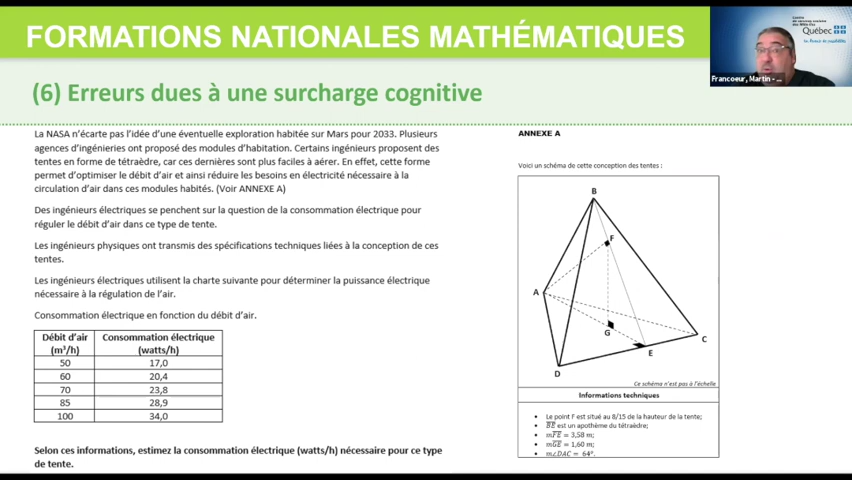 FORMATIONS NATIONALES MATHÉMATIQUES
Québec
Francoeur, Martin - ...
(6) Erreurs dues à une surcharge cognitive
La NASA n'écarte pas l'idée d'une éventuelle exploration habitée sur Mars pour 2033. Plusieurs
agences d'ingénieries ont proposé des modules d'habitation. Certains ingénieurs proposent des
tentes en forme de tétraèdre, car ces dernières sont plus faciles à aérer. En effet, cette forme
permet d'optimiser le débit d'air et ainsi réduire les besoins en électricité nécessaire à la
circulation d'air dans ces modules habités. (Voir ANNEXE A)
Des ingénieurs électriques se penchent sur la question de la consommation électrique pour
réguler le débit d'air dans ce type de tente.
Les ingénieurs physiques ont transmis des spécifications techniques liées à la conception de ces
tentes.
Les ingénieurs électriques utilisent la charte suivante pour déterminer la puissance électrique
nécessaire à la régulation de l'air.
Consommation électrique en fonction du débit d'air.
Débit d'air (m³/h) Consommation électrique (watts/h)
50 17,0
60 20,4
70 23,8
85 28,9
100 34,0
Selon ces informations, estimez la consommation électrique (watts/h) nécessaire pour ce type
de tente.
ANNEXE A
Voici un schéma de cette conception des tentes :
B
F
A
G
C
E
D
Ce schéma n'est pas à l'échelle
Informations techniques
• Le point F est situé au 8/15 de la hauteur de la tente;
• BE est un apothème du tétraèdre;
• mFE = 3,58 m;
• mGE = 1,60 m;
• m∠DAC = 64°.